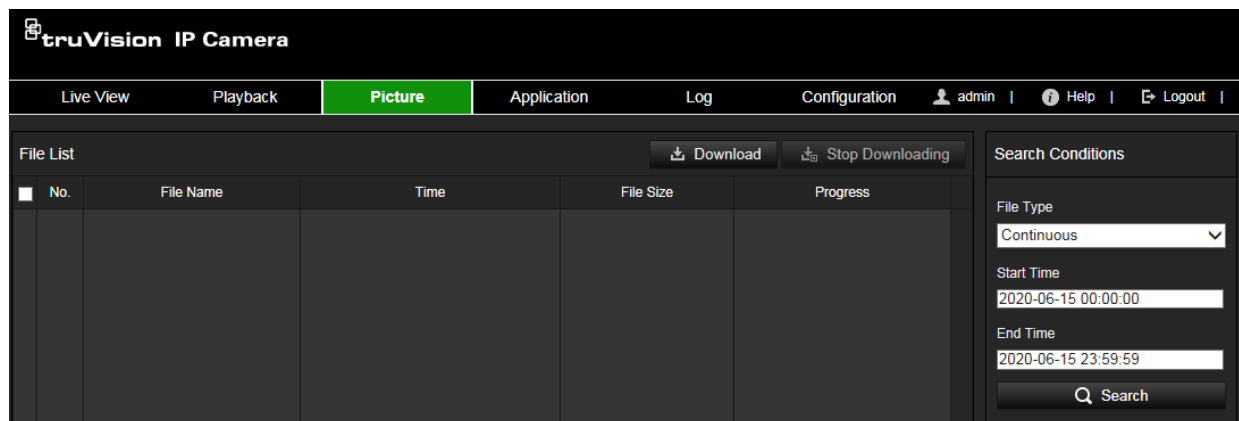 truVision IP Camera
Live View Playback Picture Application Log Configuration admin | Help | Logout |
File List Download Stop Downloading Search Conditions
No. File Name Time File Size Progress
File Type
Continuous
Start Time
2020-06-15 00:00:00
End Time
2020-06-15 23:59:59
Search